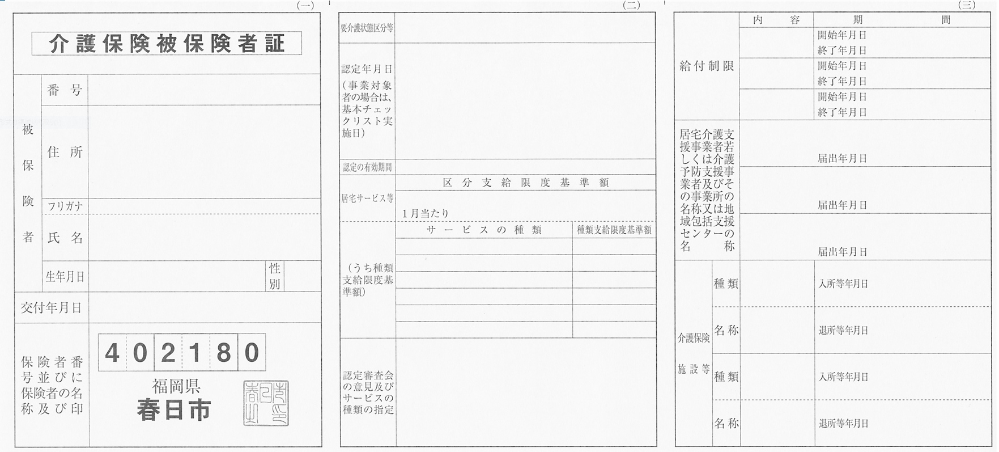 （一）
介護保険被保険者証
被保険者
番号
住所
フリガナ
氏名
生年月日
性別
交付年月日
保険者番
号並びに
保険者の名
称及び印
402180
福岡県
春日市
（二）
要介護状態区分等
認定年月日
（事業対象
者の場合は、
基本チェッ
クリスト実
施日）
認定の有効期間
居宅サービス等
区分支給限度基準額
1月当たり
（うち種類
支給限度基
準額）
サービスの種類
種類支給限度基準額
認定審査会
の意見及び
サービスの
種類の指定
（三）
内容
期間
給付制限
開始年月日
終了年月日
開始年月日
終了年月日
開始年月日
終了年月日
居宅介護支
援事業者若
しくは介護
予防支援事
業者及びそ
の事業所の
名称又は地
域包括支援
センターの
名称
届出年月日
届出年月日
届出年月日
介護保険
施設等
種類
入所等年月日
名称
退所等年月日
種類
入所等年月日
名称
退所等年月日